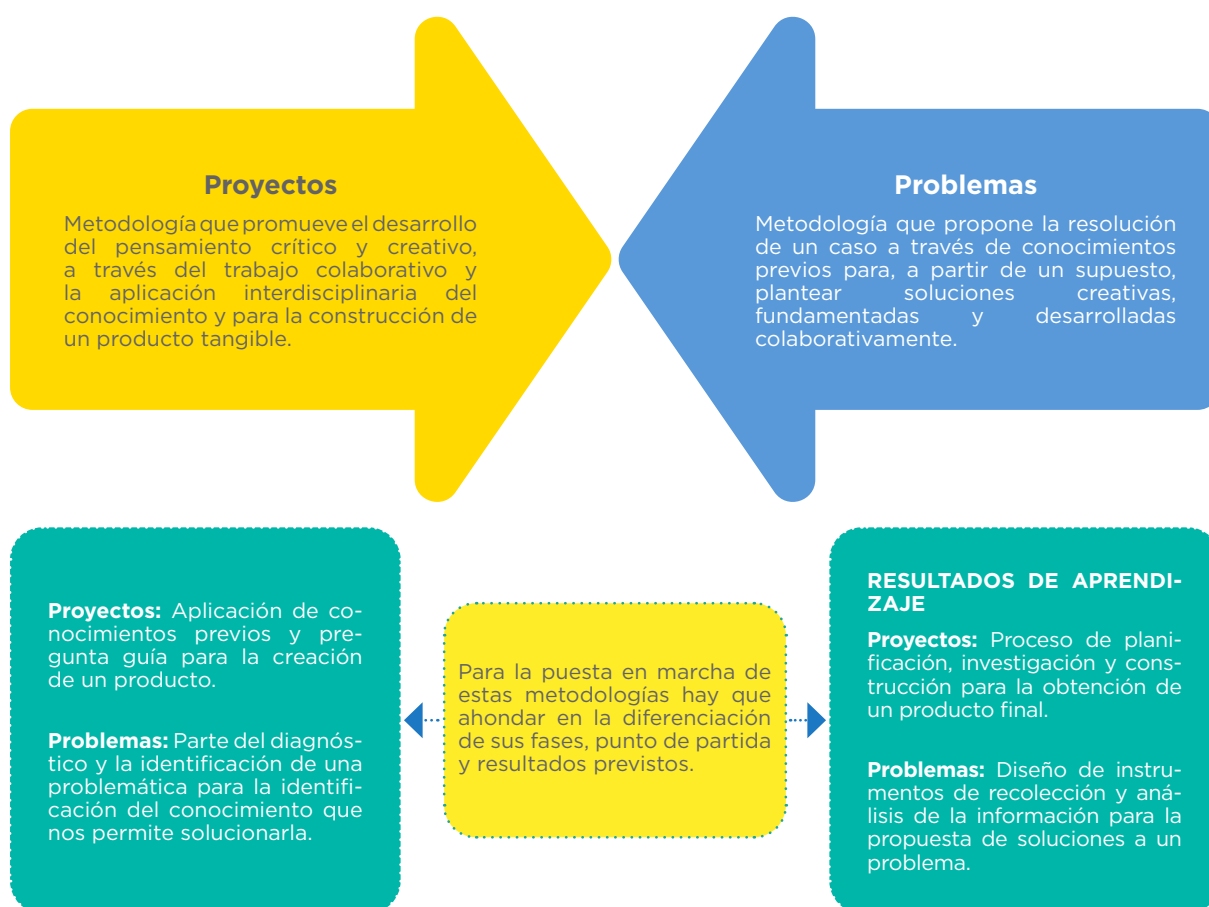 Proyectos
Metodología que promueve el desarrollo
del pensamiento crítico y creativo,
a través del trabajo colaborativo y
la aplicación interdisciplinaria del
conocimiento y para la construcción de
un producto tangible.
Problemas
Metodología que propone la resolución
de un caso a través de conocimientos
previos para, a partir de un supuesto,
plantear soluciones creativas,
fundamentadas y desarrolladas
colaborativamente.
Proyectos: Aplicación de co-
nocimientos previos y pre-
gunta guía para la creación
de un producto.
Problemas: Parte del diagnós-
tico y la identificación de una
problemática para la identifi-
cación del conocimiento que
nos permite solucionarla.
Para la puesta en marcha de
estas metodologías hay que
ahondar en la diferenciación
de sus fases, punto de partida
y resultados previstos.
RESULTADOS DE APRENDI-
ZAJE
Proyectos: Proceso de plani-
ficación, investigación y cons-
trucción para la obtención de
un producto final.
Problemas: Diseño de instru-
mentos de recolección y aná-
lisis de la información para la
propuesta de soluciones a un
problema.